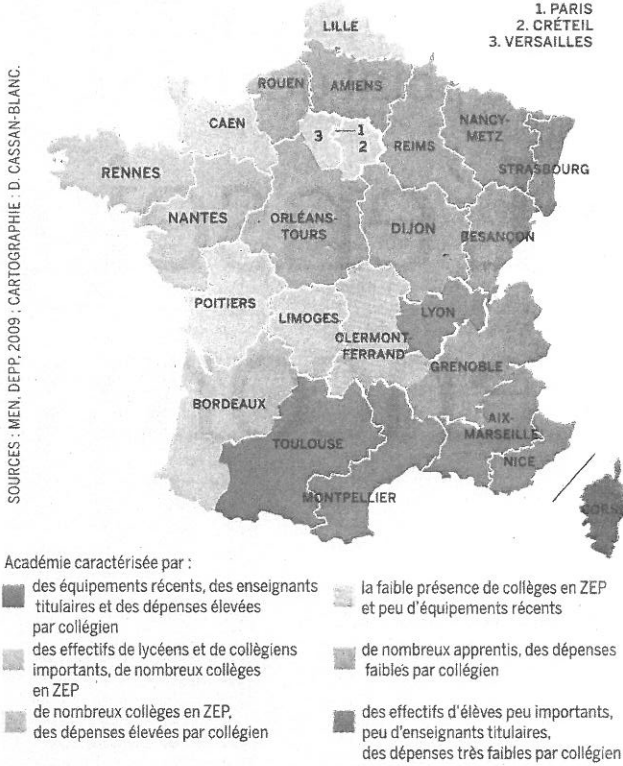 1. PARIS
2. CRÉTEIL
3. VERSAILLES
LILLE
ROUEN
AMIENS
CAEN
3
1
2
REIMS
NANCY-
METZ
STRASBOURG
RENNES
NANTES
ORLÉANS-
TOURS
DIJON
BESANÇON
POITIERS
LIMOGES
CLERMONT-
FERRAND
LYON
GRENOBLE
BORDEAUX
TOULOUSE
AIX-
MARSEILLE
NICE
MONTPELLIER
CORSE
SOURCES : MEN, DEPP, 2009 ; CARTOGRAPHIE : D. CASSAN-BLANC.
Académie caractérisée par :
des équipements récents, des enseignants
titulaires et des dépenses élevées
par collégien
des effectifs de lycéens et de collègiens
importants, de nombreux collèges
en ZEP
de nombreux collèges en ZEP,
des dépenses élevées par collégien
la faible présence de collèges en ZEP
et peu d'équipements récents
de nombreux apprentis, des dépenses
faibles par collégien
des effectifs d'élèves peu importants,
peu d'enseignants titulaires,
des dépenses très faibles par collégien